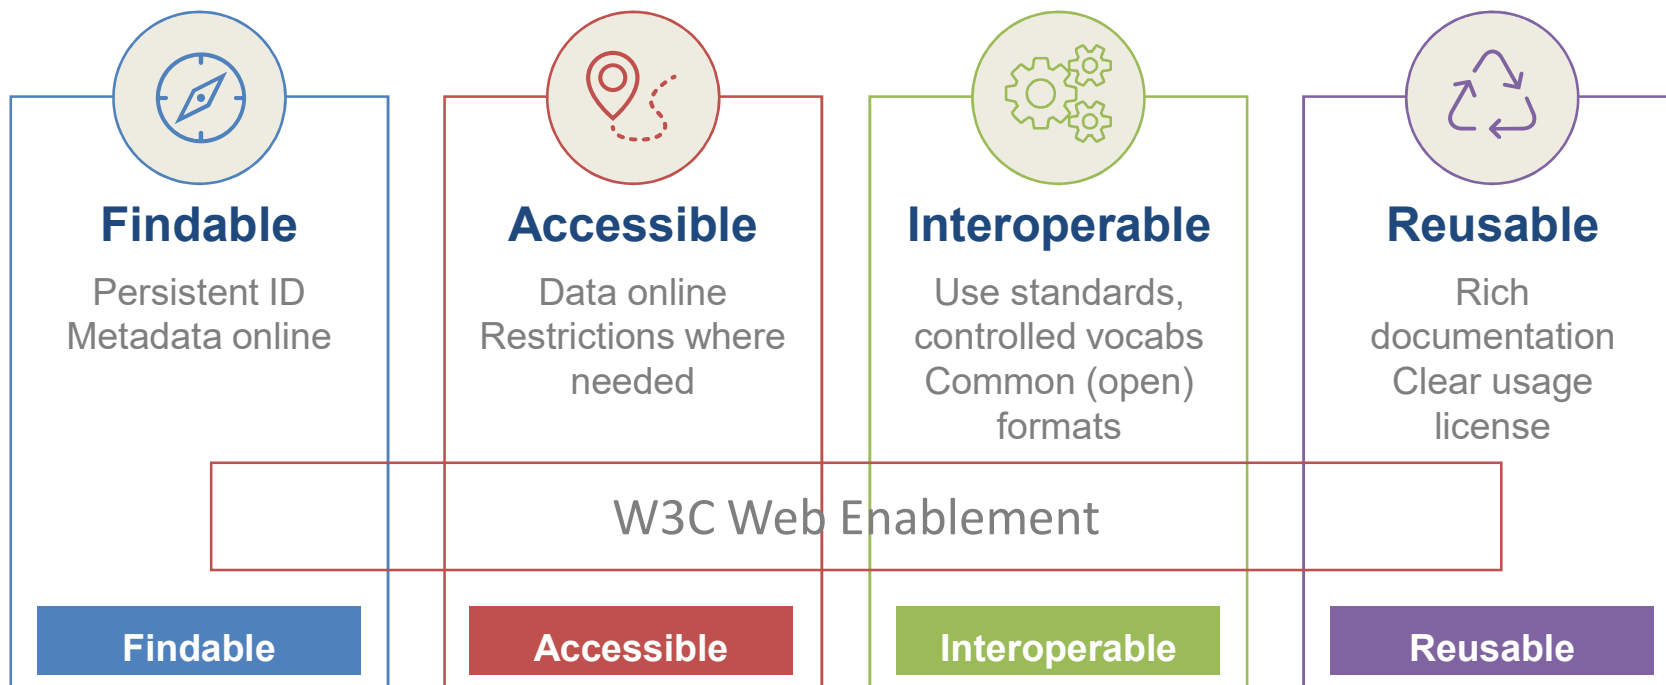 Findable
Persistent ID
Metadata online
Accessible
Data online
Restrictions where
needed
Interoperable
Use standards,
controlled vocabs
Common (open)
formats
Reusable
Rich
documentation
Clear usage
license
W3C Web Enablement
Findable
Accessible
Interoperable
Reusable